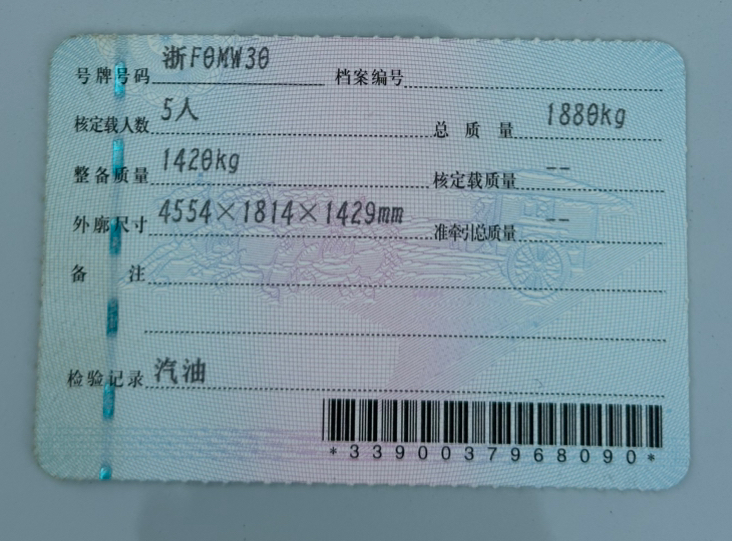 号牌号码 浙F0MW30 档案编号
核定载人数 5人 总质量 1880kg
整备质量 1420kg 核定载质量 --
外廓尺寸 4554×1814×1429mm 准牵引总质量 --
备注
检验记录 汽油
*3390037968090*